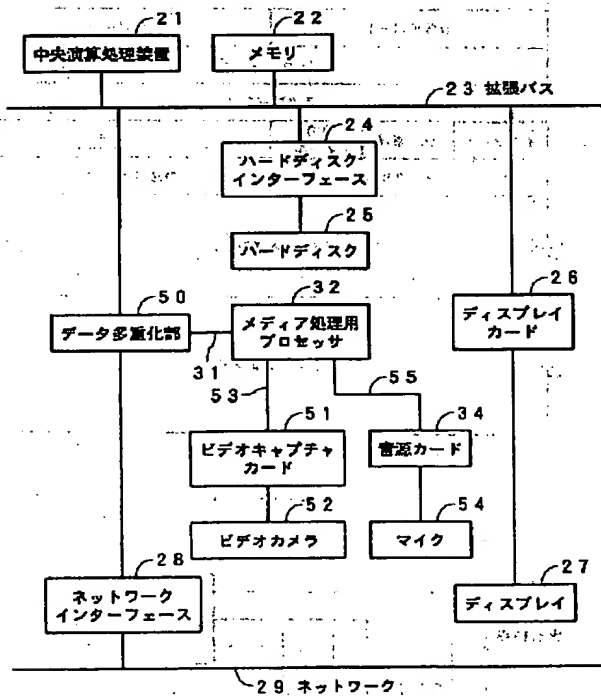 21
22
中央演算処理装置
メモリ
23 拡張バス
24
ハードディスク
インターフェース
25
ハードディスク
50
32
26
データ多重化部
メディア処理用
プロセッサ
ディスプレイ
カード
31
53
55
51
34
ビデオキャプチャ
カード
音源カード
52
54
ビデオカメラ
マイク
28
27
ネットワーク
インターフェース
ディスプレイ
29 ネットワーク